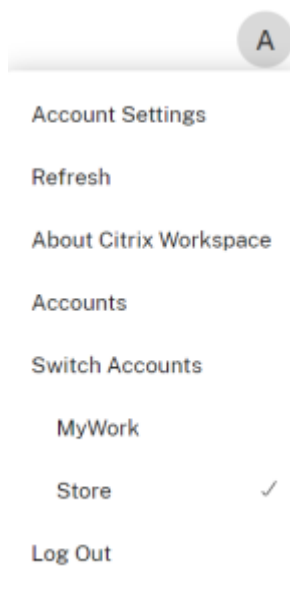 A
Account Settings
Refresh
About Citrix Workspace
Accounts
Switch Accounts
MyWork
Store
Log Out